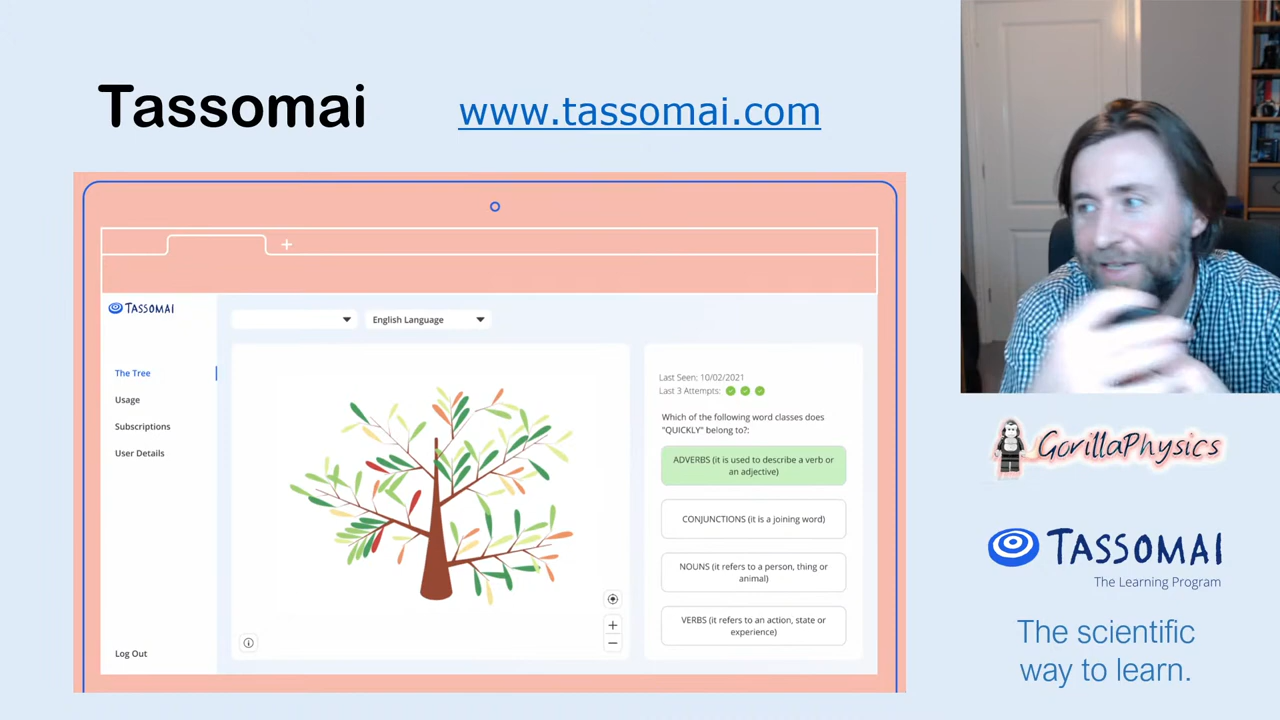 Tassomai
www.tassomai.com
+
TASSOMAI
English Language
The Tree
Usage
Subscriptions
User Details
Log Out
Last Seen: 10/02/2021
Last 3 Attempts:
Which of the following word classes does
"QUICKLY" belong to?:
ADVERBS (it is used to describe a verb or
an adjective)
CONJUNCTIONS (it is a joining word)
NOUNS (it refers to a person, thing or
animal)
VERBS (it refers to an action, state or
experience)
GorillaPhysics
TASSOMAI
The Learning Program
The scientific
way to learn.